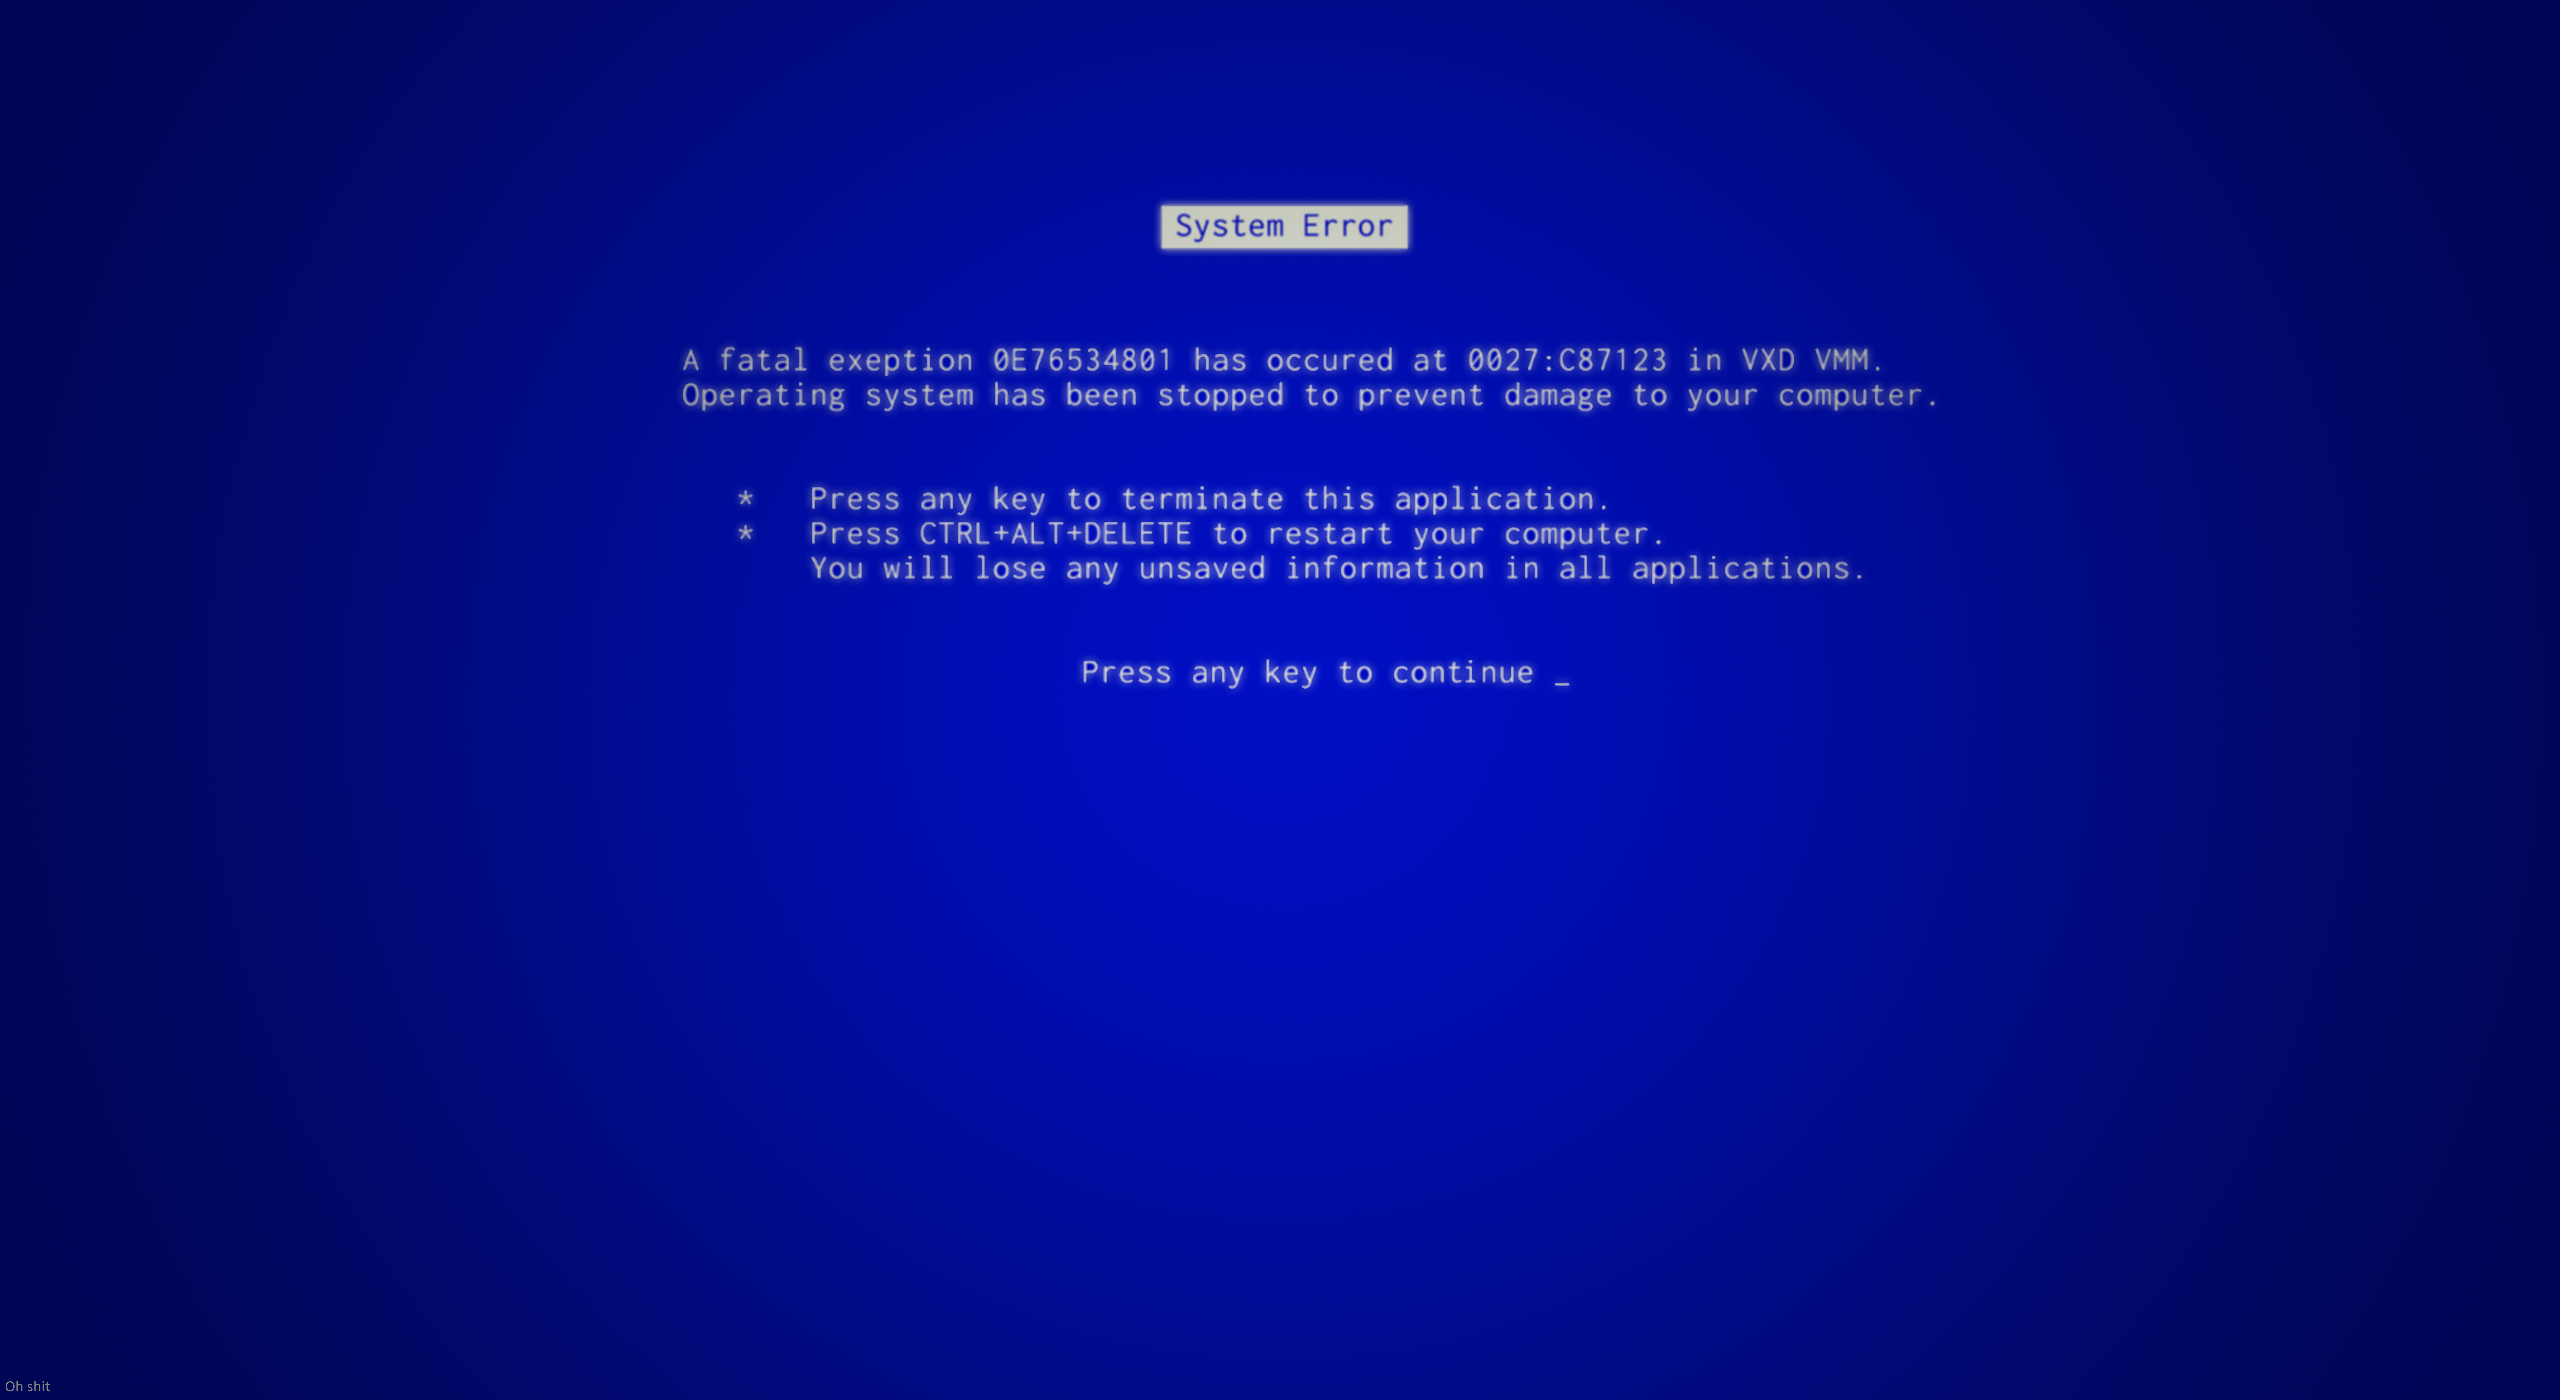 System Error
A fatal exeption 0E76534801 has occured at 0027:C87123 in VXD VMM.
Operating system has been stopped to prevent damage to your computer.
* Press any key to terminate this application.
* Press CTRL+ALT+DELETE to restart your computer.
You will lose any unsaved information in all applications.
Press any key to continue _
Oh shit